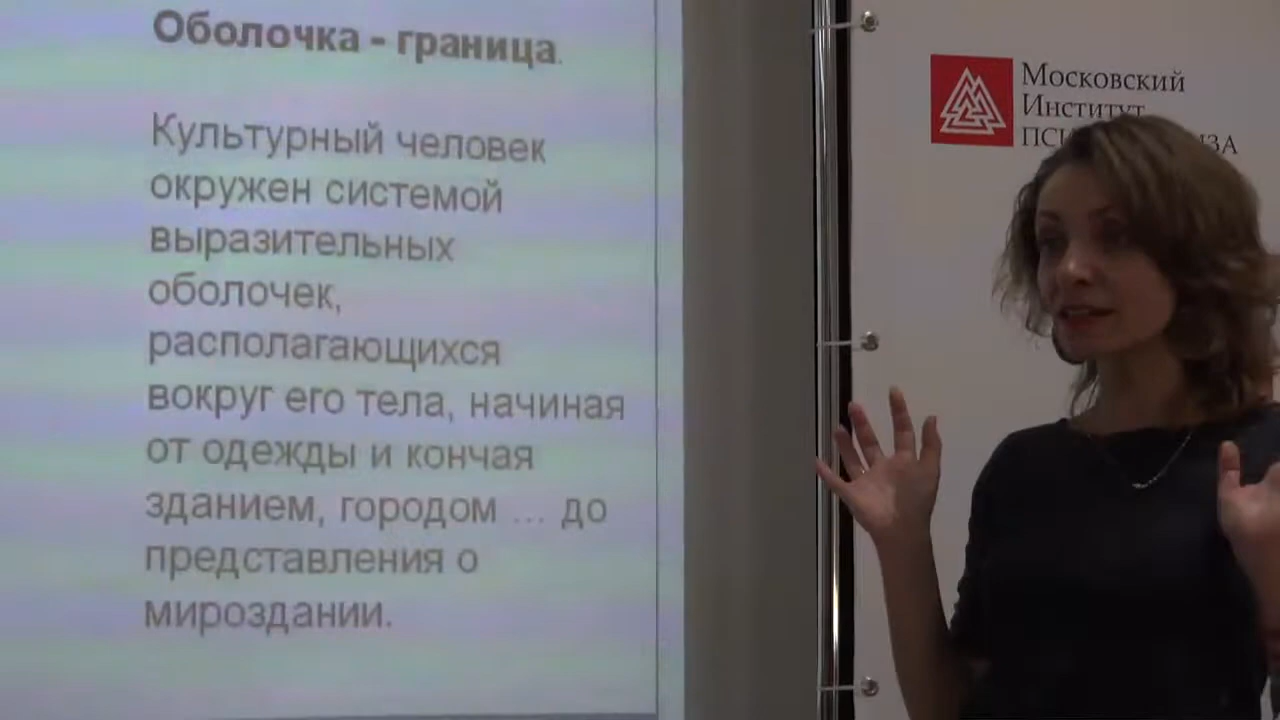 Оболочка - граница.
Культурный человек
окружен системой
выразительных
оболочек,
располагающихся
вокруг его тела, начиная
от одежды и кончая
зданием, городом ... до
представления о
мироздании.
Московский
Институт